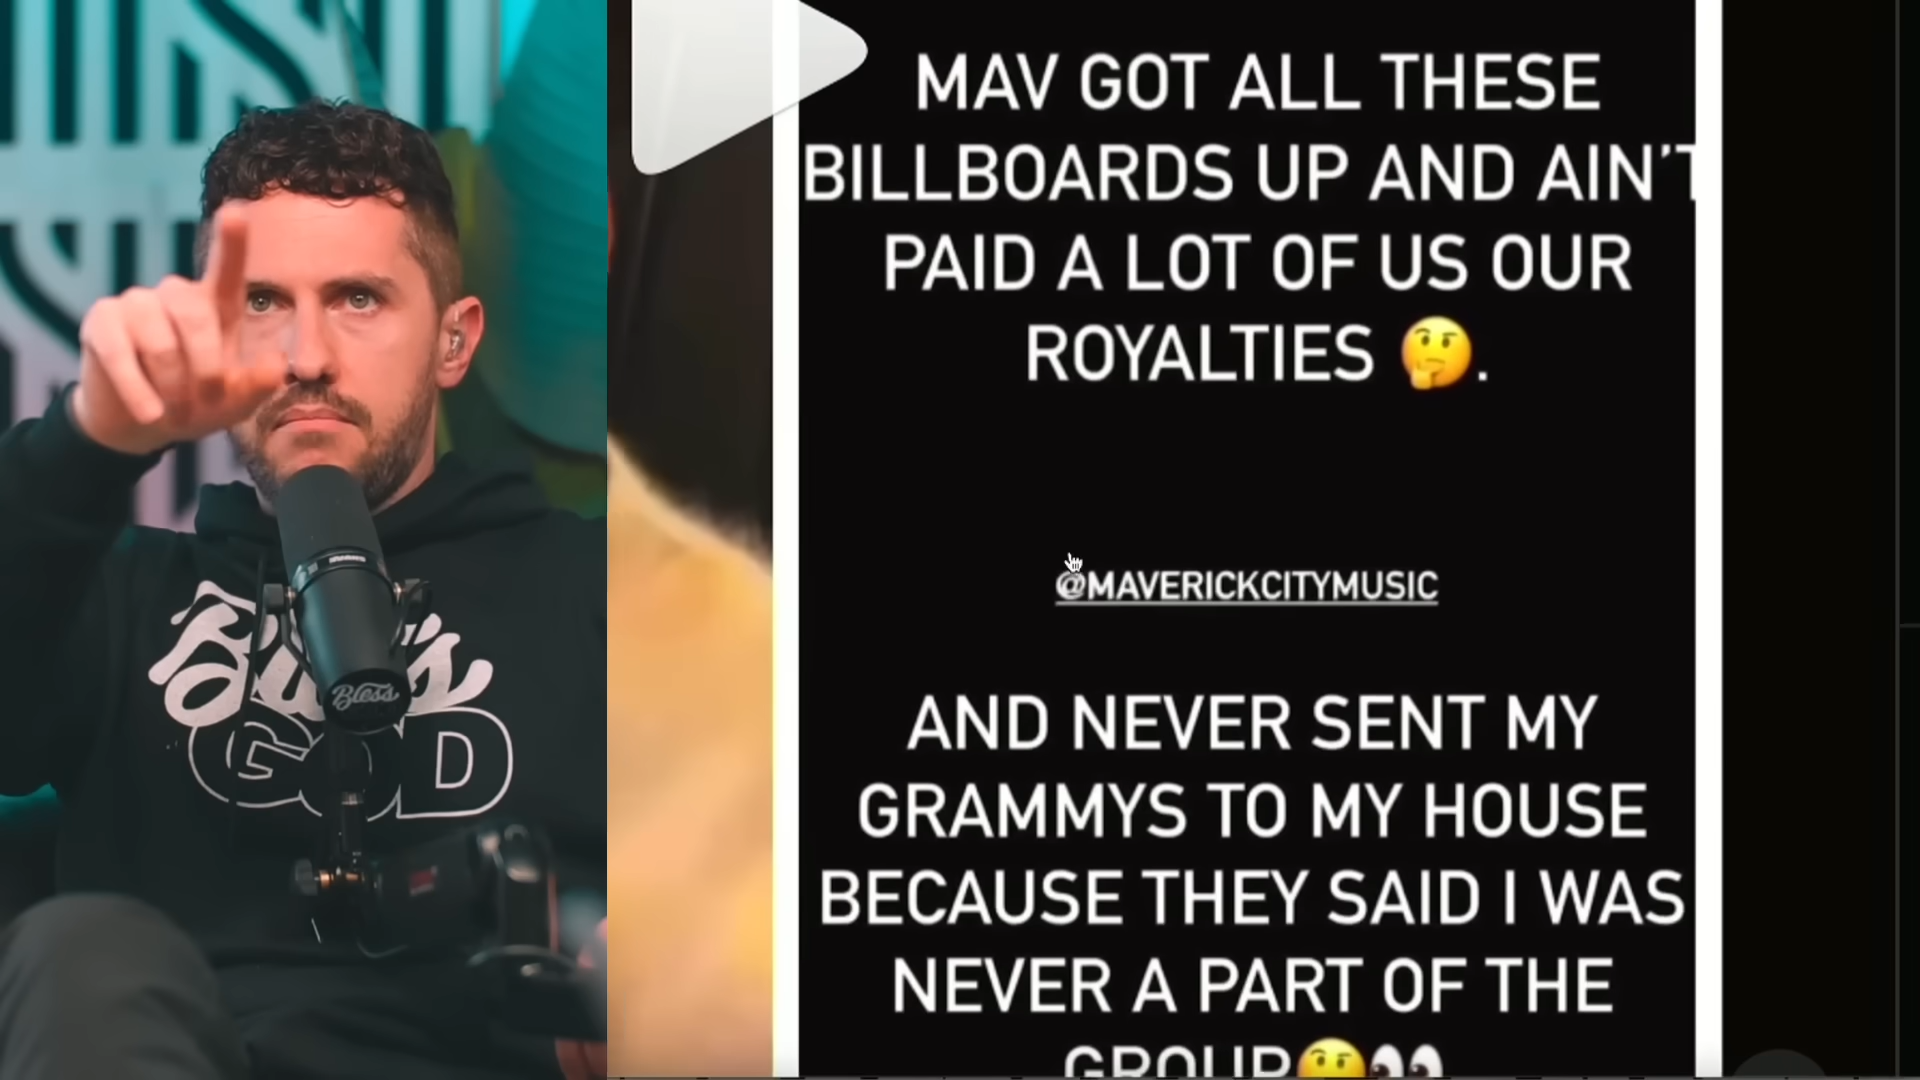 MAV GOT ALL THESE
BILLBOARDS UP AND AIN'T
PAID A LOT OF US OUR
ROYALTIES 🤔.
@MAVERICKCITYMUSIC
AND NEVER SENT MY
GRAMMYS TO MY HOUSE
BECAUSE THEY SAID I WAS
NEVER A PART OF THE
GROUP🤨👀
GOD
Bless